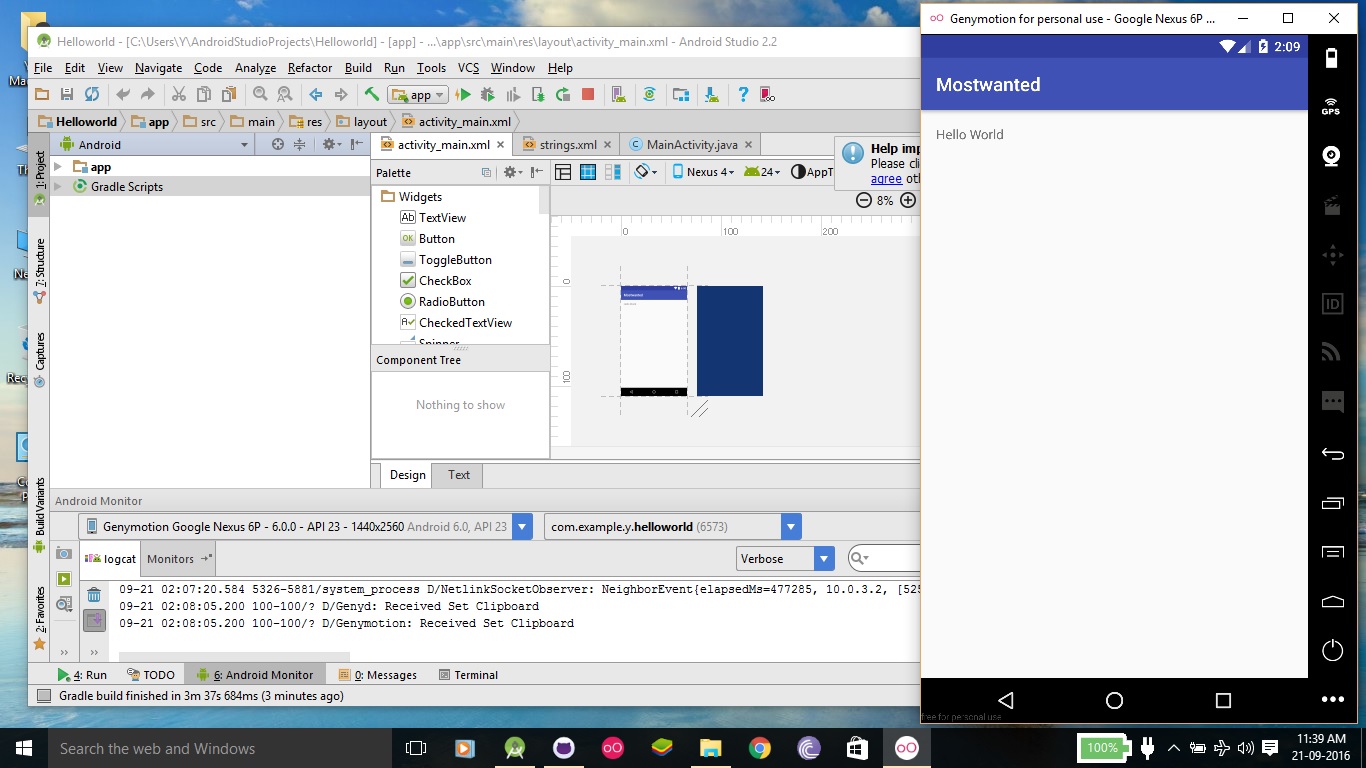 Helloworld - [C:\Users\Y\AndroidStudioProjects\Helloworld] - [app] - ...\app\src\main\res\layout\activity_main.xml - Android Studio 2.2
File Edit View Navigate Code Analyze Refactor Build Run Tools VCS Window Help
app
Helloworld app src main res layout activity_main.xml
1: Project
7: Structure
Captures
Build Variants
2: Favorites
Android
app
Gradle Scripts
activity_main.xml strings.xml MainActivity.java
Palette
Widgets
Ab TextView
OK Button
ToggleButton
CheckBox
RadioButton
CheckedTextView
Spinner
Component Tree
Nothing to show
Nexus 4 24 AppT
8%
Help imp
Please cli
agree oth
0 100 200
0
100
Mostwanted
Design Text
Android Monitor
Genymotion Google Nexus 6P - 6.0.0 - API 23 - 1440x2560 Android 6.0, API 23
com.example.y.helloworld (6573)
logcat Monitors
Verbose
09-21 02:07:20.584 5326-5881/system_process D/NetlinkSocketObserver: NeighborEvent{elapsedMs=477285, 10.0.3.2, [525
09-21 02:08:05.200 100-100/? D/Genyd: Received Set Clipboard
09-21 02:08:05.200 100-100/? D/Genymotion: Received Set Clipboard
4: Run TODO 6: Android Monitor 0: Messages Terminal
Gradle build finished in 3m 37s 684ms (3 minutes ago)
Genymotion for personal use - Google Nexus 6P ...
2:09
Mostwanted
Hello World
GPS
ID
free for personal use
Search the web and Windows
100%
11:39 AM
21-09-2016